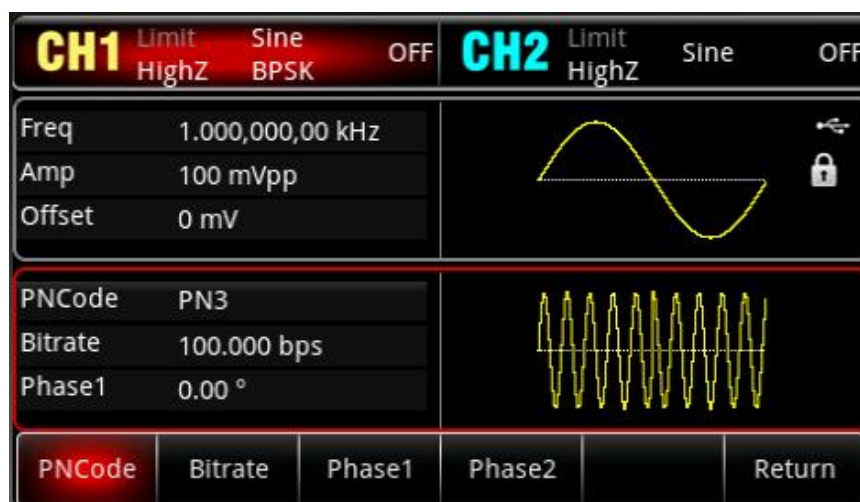 CH1 Limit Sine OFF CH2 Limit Sine OFF
HighZ BPSK HighZ
Freq 1.000,000,00 kHz
Amp 100 mVpp
Offset 0 mV
PNCode PN3
Bitrate 100.000 bps
Phase1 0.00 °
PNCode Bitrate Phase1 Phase2 Return